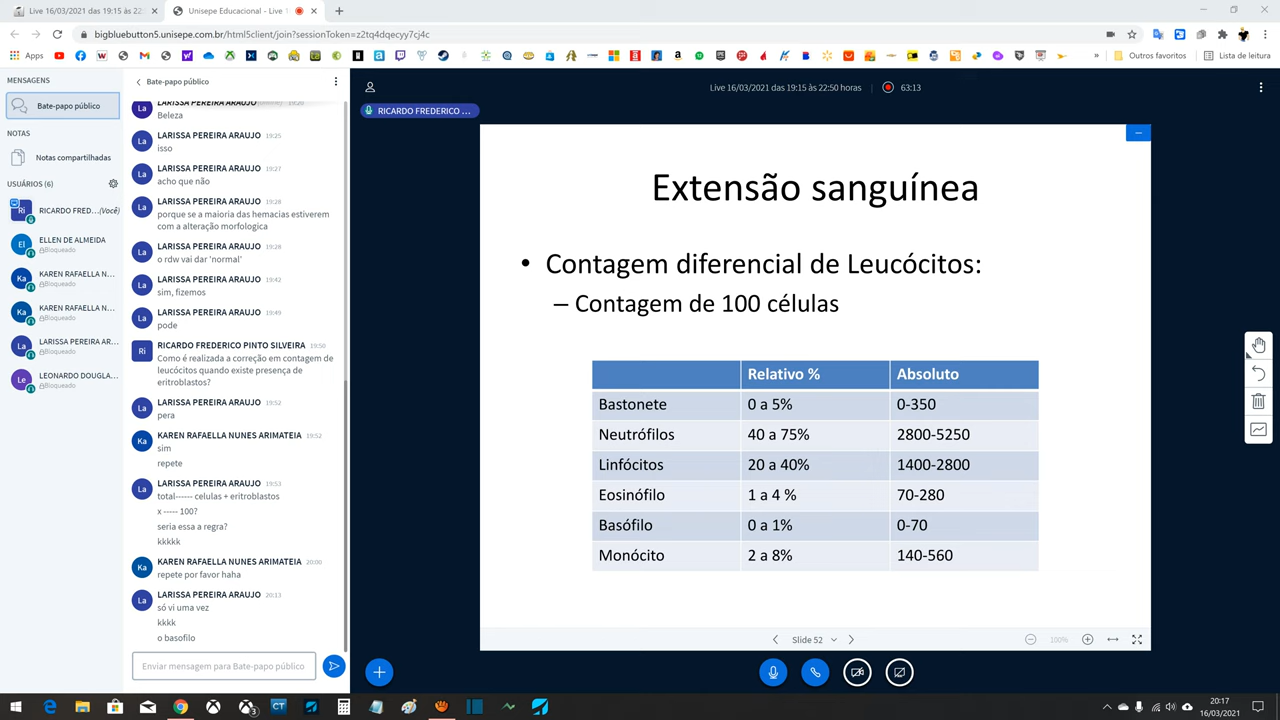 Live 16/03/2021 das 19:15 às 22:5
Unisepe Educacional - Live 1
bigbluebutton5.unisepe.com.br/html5client/join?sessionToken=z2tq4dqecyy7cj4c
Apps
Outros favoritos
Lista de leitura
MENSAGENS
Bate-papo público
NOTAS
Notas compartilhadas
USUÁRIOS (6)
RICARDO FRED... (Você)
ELLEN DE ALMEIDA
Bloqueado
KAREN RAFAELLA N...
Bloqueado
KAREN RAFAELLA N...
Bloqueado
LARISSA PEREIRA AR...
Bloqueado
LEONARDO DOUGLA...
Bloqueado
Bate-papo público
LARISSA PEREIRA ARAUJO
Beleza
LARISSA PEREIRA ARAUJO 19:25
isso
LARISSA PEREIRA ARAUJO 19:27
acho que não
LARISSA PEREIRA ARAUJO 19:28
porque se a maioria das hemacias estiverem
com a alteração morfologica
LARISSA PEREIRA ARAUJO 19:28
o rdw vai dar 'normal'
LARISSA PEREIRA ARAUJO 19:42
sim, fizemos
LARISSA PEREIRA ARAUJO 19:49
pode
RICARDO FREDERICO PINTO SILVEIRA 19:50
Como é realizada a correção em contagem de
leucócitos quando existe presença de
eritroblastos?
LARISSA PEREIRA ARAUJO 19:52
pera
KAREN RAFAELLA NUNES ARIMATEIA 19:52
sim
repete
LARISSA PEREIRA ARAUJO 19:53
total------ celulas + eritroblastos
x ----- 100?
seria essa a regra?
kkkkk
KAREN RAFAELLA NUNES ARIMATEIA 20:00
repete por favor haha
LARISSA PEREIRA ARAUJO 20:13
só vi uma vez
kkkk
o basofilo
Enviar mensagem para Bate-papo público
Live 16/03/2021 das 19:15 às 22:50 horas
63:13
RICARDO FREDERICO ...
Extensão sanguínea
• Contagem diferencial de Leucócitos:
– Contagem de 100 células
Relativo % Absoluto
Bastonete 0 a 5% 0-350
Neutrófilos 40 a 75% 2800-5250
Linfócitos 20 a 40% 1400-2800
Eosinófilo 1 a 4 % 70-280
Basófilo 0 a 1% 0-70
Monócito 2 a 8% 140-560
Slide 52
100%
20:17
16/03/2021